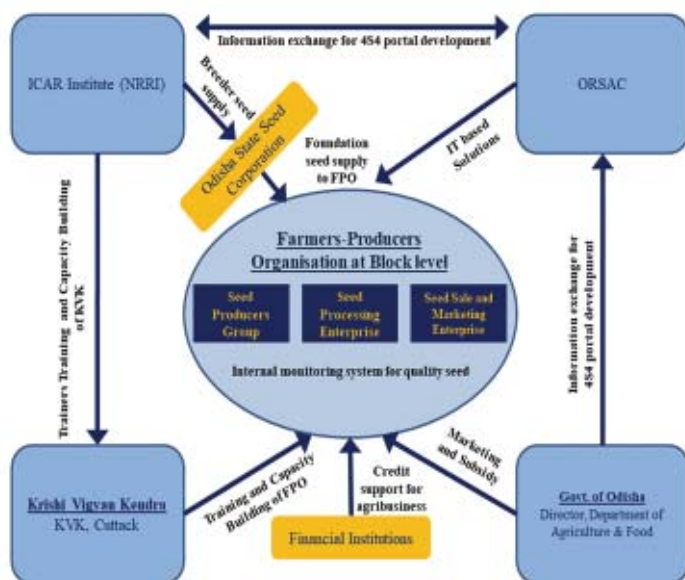 Information exchange for 4S4 portal development
ICAR Institute (NRRI)
ORSAC
Breeder seed
supply
Odisha State Seed
Corporation
Foundation
seed supply
to FPO
IT based
Solutions
Farmers-Producers
Organisation at Block level
Seed
Producers
Group
Seed
Processing
Enterprise
Seed Sale and
Marketing
Enterprise
Internal monitoring system for quality seed
Trainers Training and Capacity Building
of KVK
Information exchange for
4S4 portal development
Krishi Vigyan Kendra
KVK, Cuttack
Training and Capacity
Building of FPO
Credit
support for
agribusiness
Marketing
and Subsidy
Financial Institutions
Govt. of Odisha
Director, Department of
Agriculture & Food